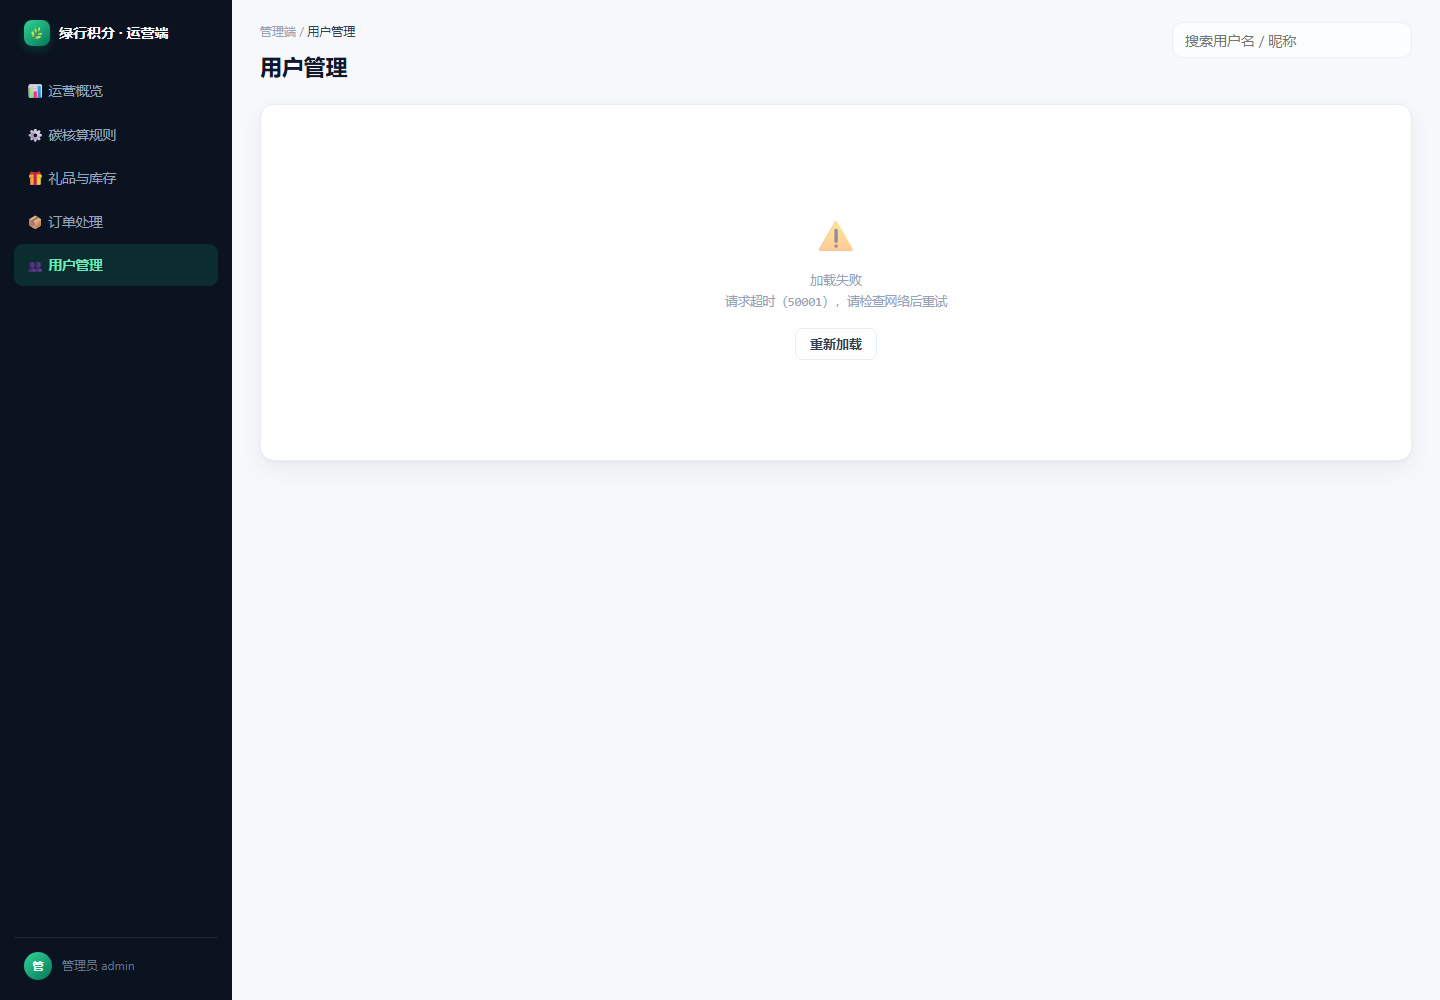 绿行积分 · 运营端
运营概览
碳核算规则
礼品与库存
订单处理
用户管理
管
管理员 admin
管理端 / 用户管理
用户管理
搜索用户名 / 昵称
加载失败
请求超时（50001），请检查网络后重试
重新加载